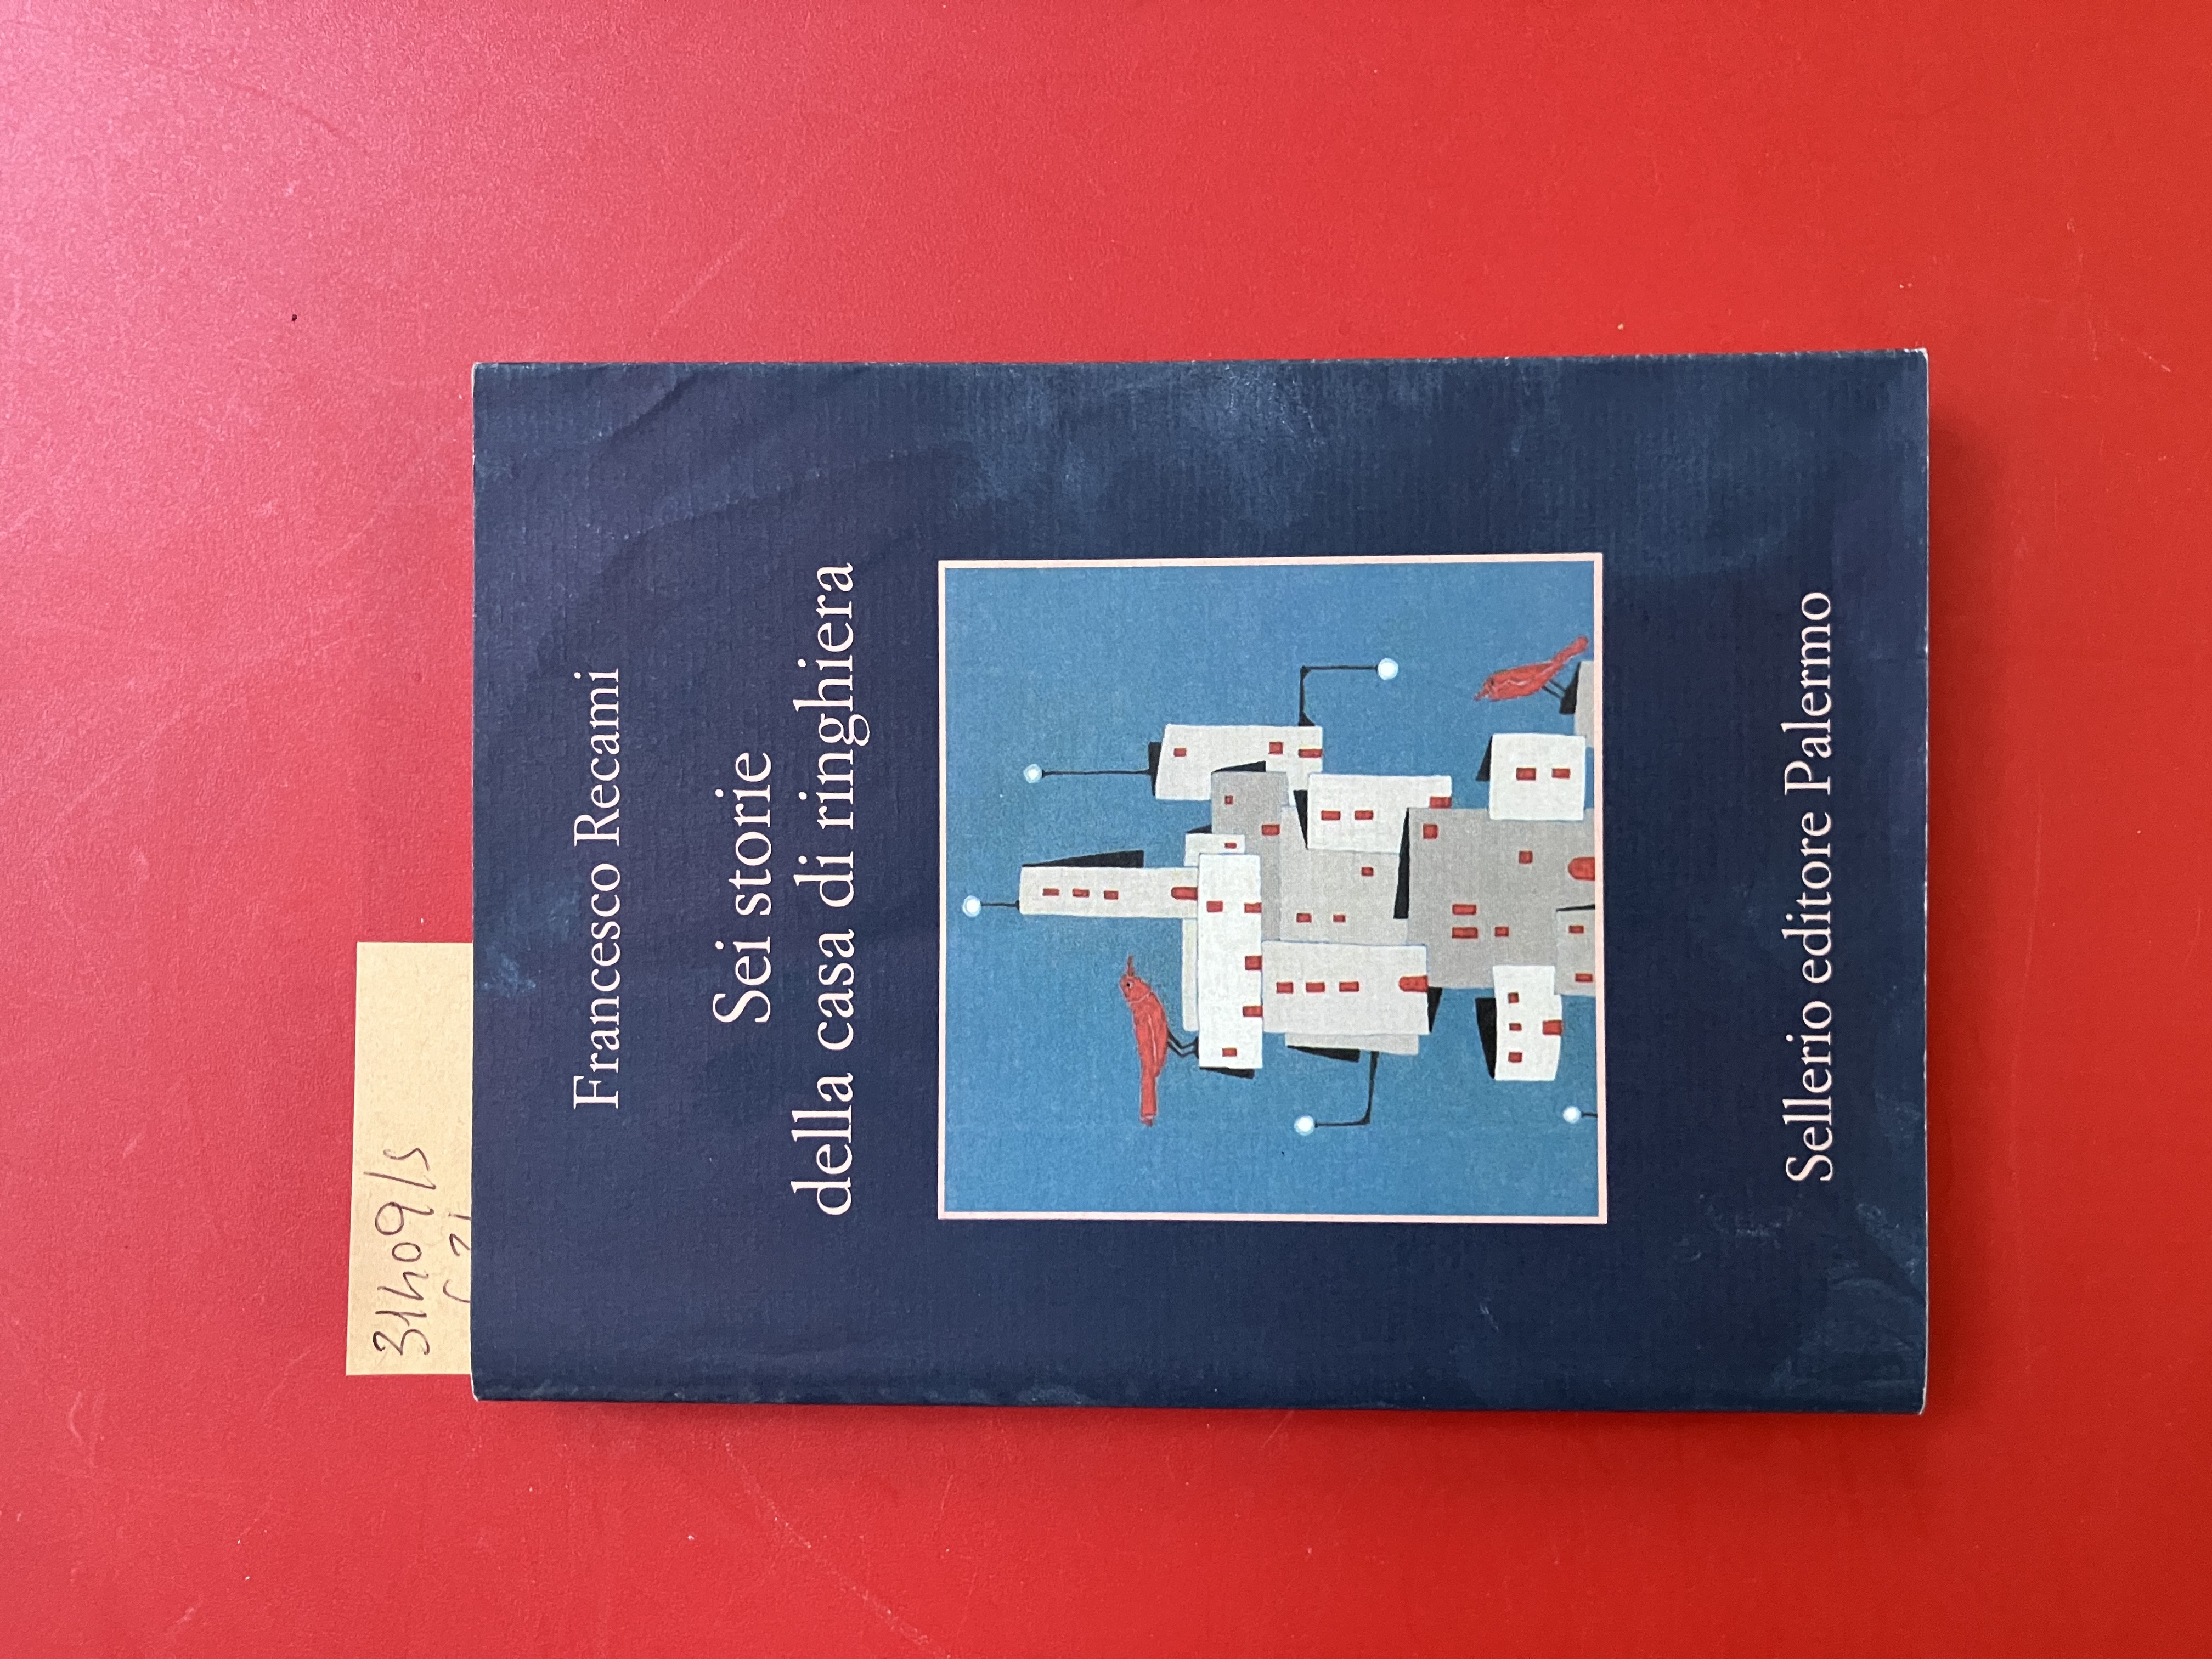 31409/S
Francesco Recami
Sei storie
della casa di ringhiera
Sellerio editore Palermo